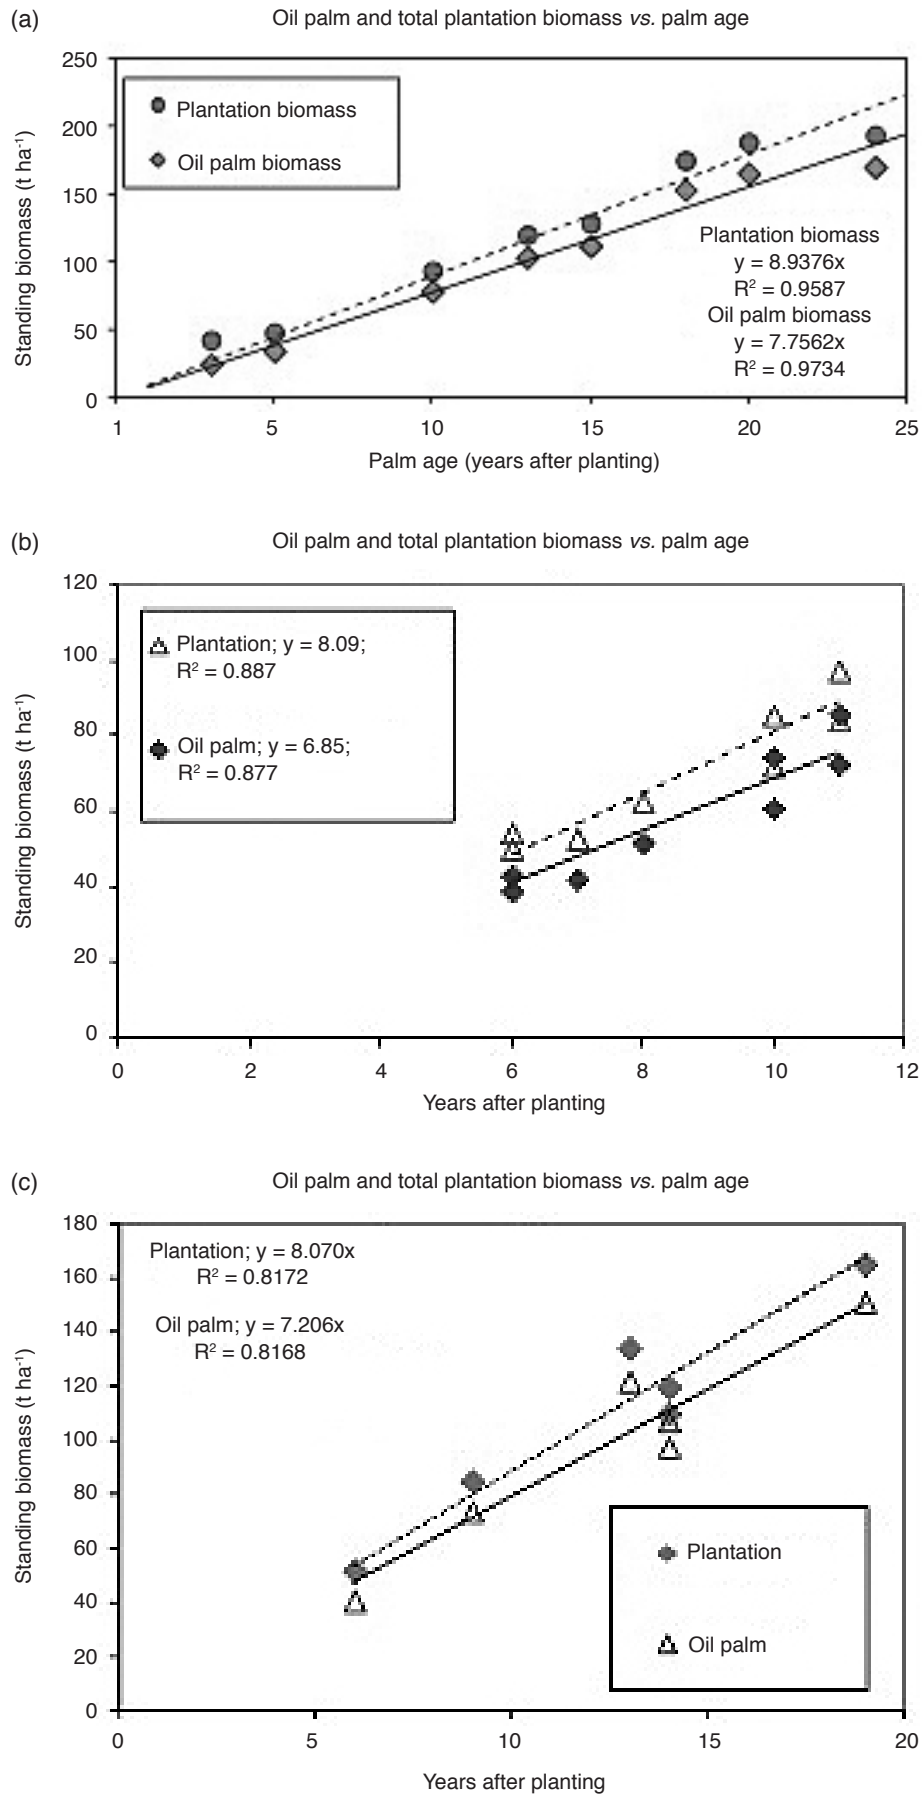 (a)
Oil palm and total plantation biomass vs. palm age
250
200
150
100
50
0
Standing biomass (t ha⁻¹)
Plantation biomass
Oil palm biomass
Plantation biomass
y = 8.9376x
R² = 0.9587
Oil palm biomass
y = 7.7562x
R² = 0.9734
1 5 10 15 20 25
Palm age (years after planting)
(b)
Oil palm and total plantation biomass vs. palm age
120
100
80
60
40
20
0
Standing biomass (t ha⁻¹)
Plantation; y = 8.09;
R² = 0.887
Oil palm; y = 6.85;
R² = 0.877
0 2 4 6 8 10 12
Years after planting
(c)
Oil palm and total plantation biomass vs. palm age
180
160
140
120
100
80
60
40
20
0
Standing biomass (t ha⁻¹)
Plantation; y = 8.070x
R² = 0.8172
Oil palm; y = 7.206x
R² = 0.8168
Plantation
Oil palm
0 5 10 15 20
Years after planting